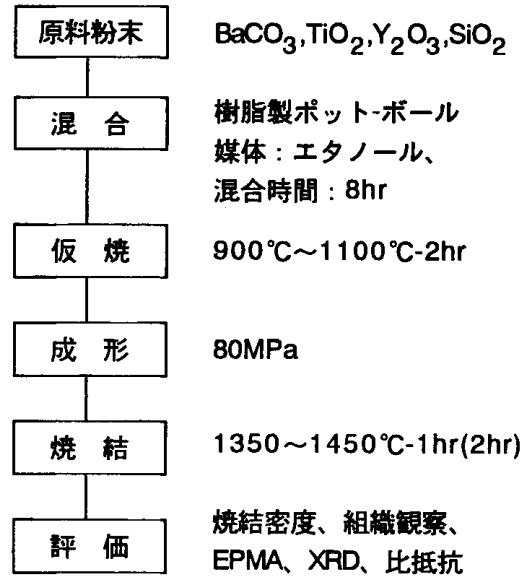 原料粉末 BaCO3,TiO2,Y2O3,SiO2
混 合 樹脂製ポット-ボール
媒体：エタノール、
混合時間：8hr
仮 焼 900℃～1100℃-2hr
成 形 80MPa
焼 結 1350～1450℃-1hr(2hr)
評 価 焼結密度、組織観察、
EPMA、XRD、比抵抗